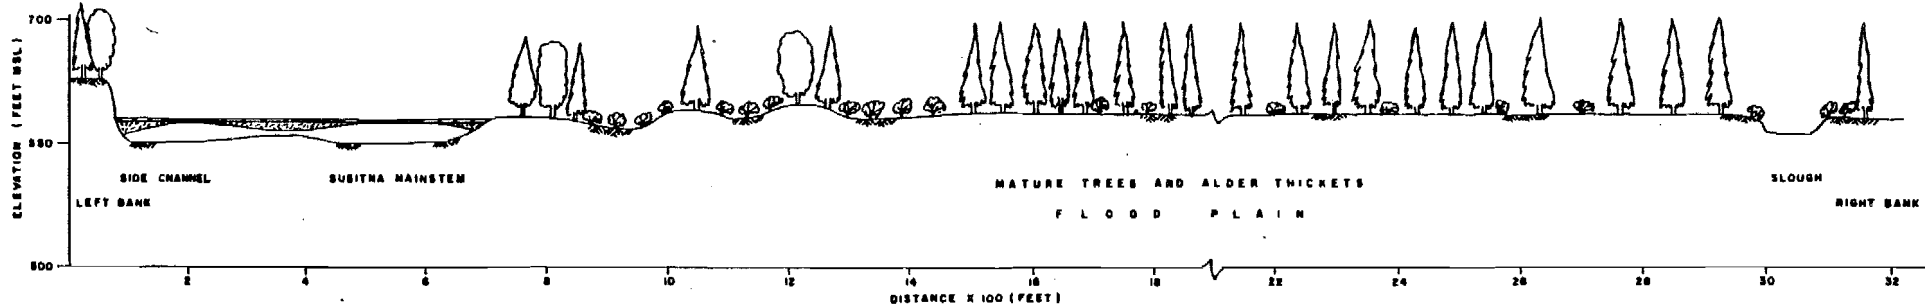 700
ELEVATION (FEET MSL)
550
SIDE CHANNEL
SUSITNA MAINSTEM
LEFT BANK
MATURE TREES AND ALDER THICKETS
FLOOD PLAIN
SLOUGH
RIGHT BANK
500
2 4 6 8 10 12 14 16 18 22 24 26 28 30 32
DISTANCE X 100 (FEET)